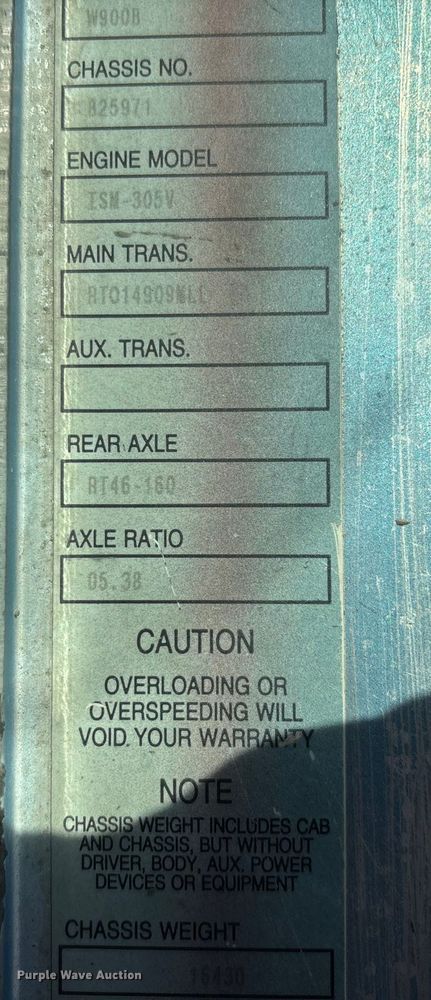 W900B
CHASSIS NO.
825971
ENGINE MODEL
ISM-305V
MAIN TRANS.
RTO14909MLL
AUX. TRANS.
REAR AXLE
RT46-160
AXLE RATIO
05.38
CAUTION
OVERLOADING OR
OVERSPEEDING WILL
VOID YOUR WARRANTY
NOTE
CHASSIS WEIGHT INCLUDES CAB
AND CHASSIS, BUT WITHOUT
DRIVER, BODY, AUX. POWER
DEVICES OR EQUIPMENT
CHASSIS WEIGHT
Purple Wave Auction